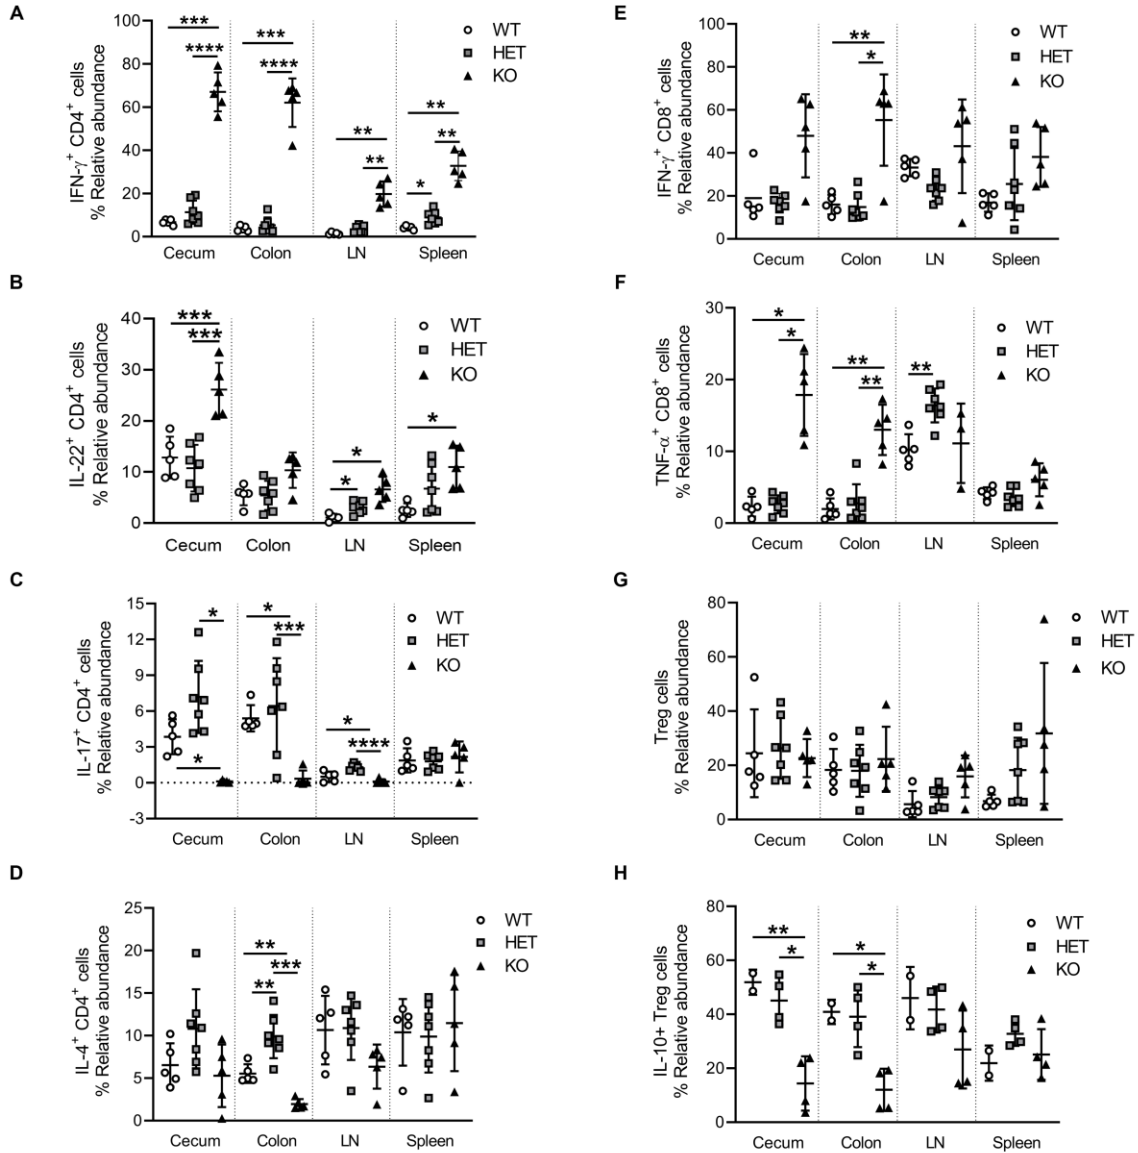 A
IFN-γ⁺ CD4⁺ cells
% Relative abundance
100
80
60
40
20
0
***
****
***
****
**
**
**
**
*
WT
HET
KO
Cecum
Colon
LN
Spleen
E
IFN-γ⁺ CD8⁺ cells
% Relative abundance
100
80
60
40
20
0
**
*
WT
HET
KO
Cecum
Colon
LN
Spleen
B
IL-22⁺ CD4⁺ cells
% Relative abundance
40
30
20
10
0
***
***
*
*
*
WT
HET
KO
Cecum
Colon
LN
Spleen
F
TNF-α⁺ CD8⁺ cells
% Relative abundance
30
20
10
0
*
*
**
**
**
WT
HET
KO
Cecum
Colon
LN
Spleen
C
IL-17⁺ CD4⁺ cells
% Relative abundance
15
12
9
6
3
0
-3
*
*
*
***
*
****
WT
HET
KO
Cecum
Colon
LN
Spleen
G
Treg cells
% Relative abundance
80
60
40
20
0
WT
HET
KO
Cecum
Colon
LN
Spleen
D
IL-4⁺ CD4⁺ cells
% Relative abundance
25
20
15
10
5
0
**
***
**
WT
HET
KO
Cecum
Colon
LN
Spleen
H
IL-10+ Treg cells
% Relative abundance
80
60
40
20
0
**
*
*
*
WT
HET
KO
Cecum
Colon
LN
Spleen